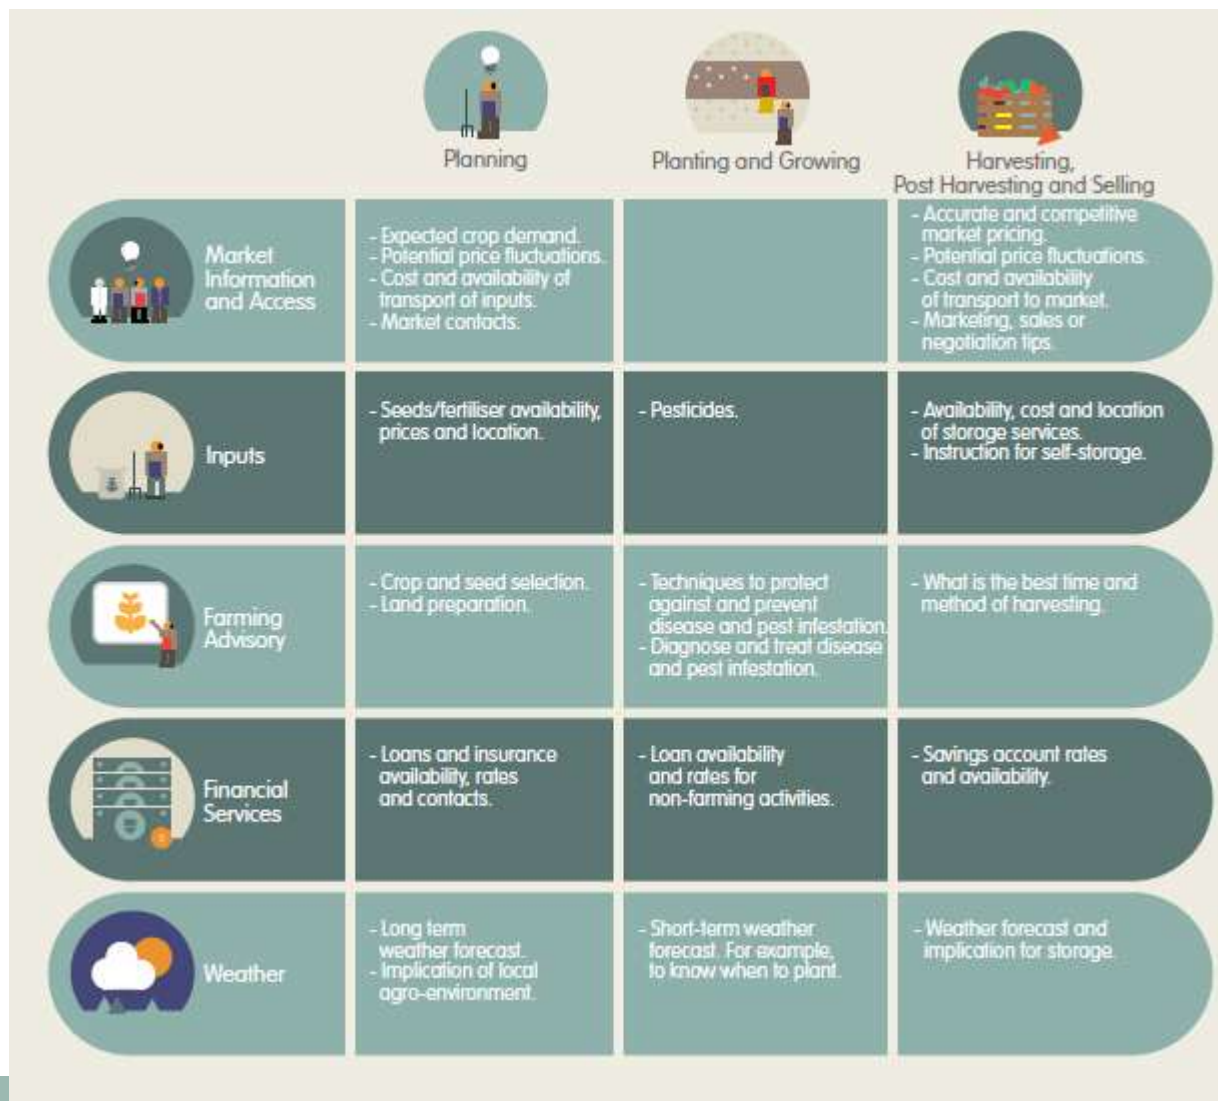 Planning
Planting and Growing
Harvesting,
Post Harvesting and Selling
Market
Information
and Access
- Expected crop demand.
- Potential price fluctuations.
- Cost and availability of
transport of inputs.
- Market contacts.
- Accurate and competitive
market pricing.
- Potential price fluctuations.
- Cost and availability
of transport to market.
- Marketing, sales or
negotiation tips.
Inputs
- Seeds/fertiliser availability,
prices and location.
- Pesticides.
- Availability, cost and location
of storage services.
- Instruction for self-storage.
Farming
Advisory
- Crop and seed selection.
- Land preparation.
- Techniques to protect
against and prevent
disease and pest infestation.
- Diagnose and treat disease
and pest infestation.
- What is the best time and
method of harvesting.
Financial
Services
- Loans and insurance
availability, rates
and contacts.
- Loan availability
and rates for
non-farming activities.
- Savings account rates
and availability.
Weather
- Long term
weather forecast.
- Implication of local
agro-environment.
- Short-term weather
forecast. For example,
to know when to plant.
- Weather forecast and
implication for storage.